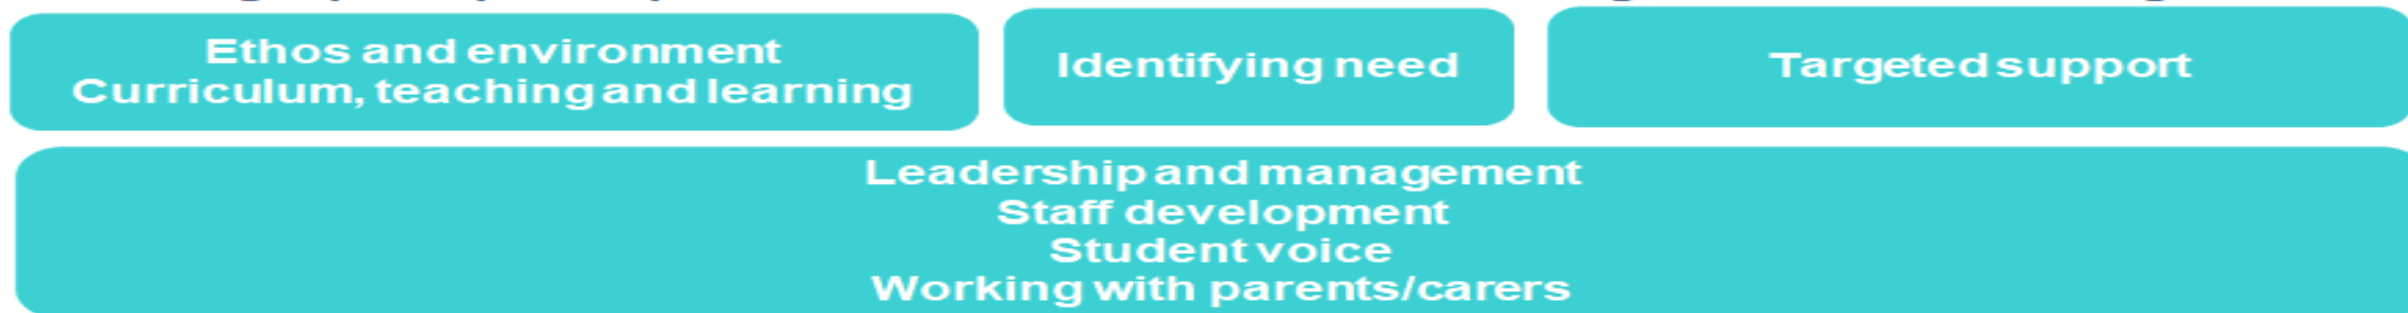 Ethos and environment
Curriculum, teaching and learning
Identifying need
Targeted support
Leadership and management
Staff development
Student voice
Working with parents/carers